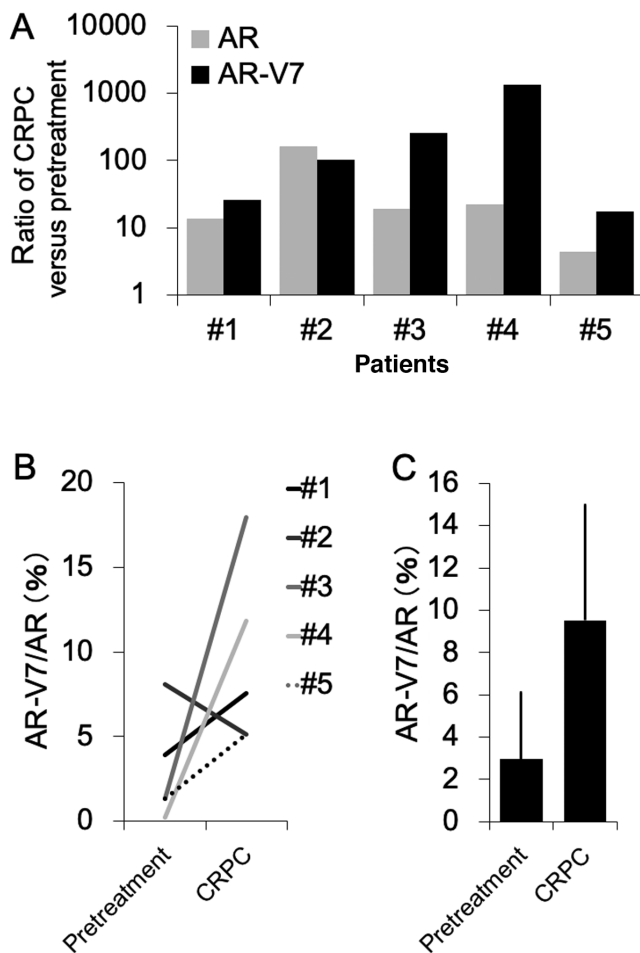 A
Ratio of CRPC
versus pretreatment
10000
1000
100
10
1
AR
AR-V7
#1 #2 #3 #4 #5
Patients
B
AR-V7/AR (%)
20
15
10
5
0
Pretreatment
CRPC
#1
#2
#3
#4
#5
C
AR-V7/AR (%)
16
14
12
10
8
6
4
2
0
Pretreatment
CRPC